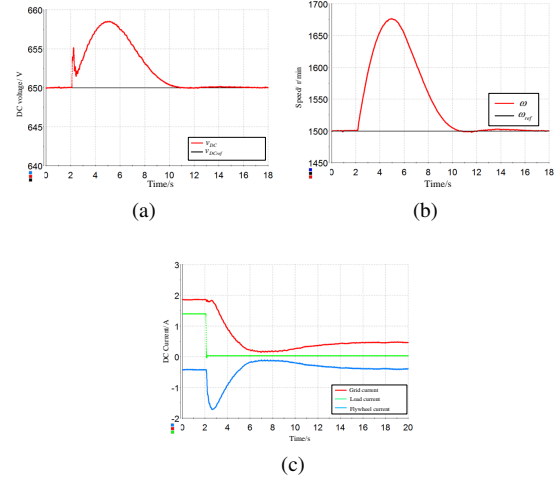 660
655
650
645
640
DC voltage/ V
v_DC
v_DCref
0 2 4 6 8 10 12 14 16 18
Time/s
(a)
1700
1650
1600
1550
1500
1450
Speed/ r/min
ω
ω_ref
0 2 4 6 8 10 12 14 16 18
Time/s
(b)
3
2
1
0
-1
-2
DC Current/A
Grid current
Load current
Flywheel current
0 2 4 6 8 10 12 14 16 18 20
Time/s
(c)